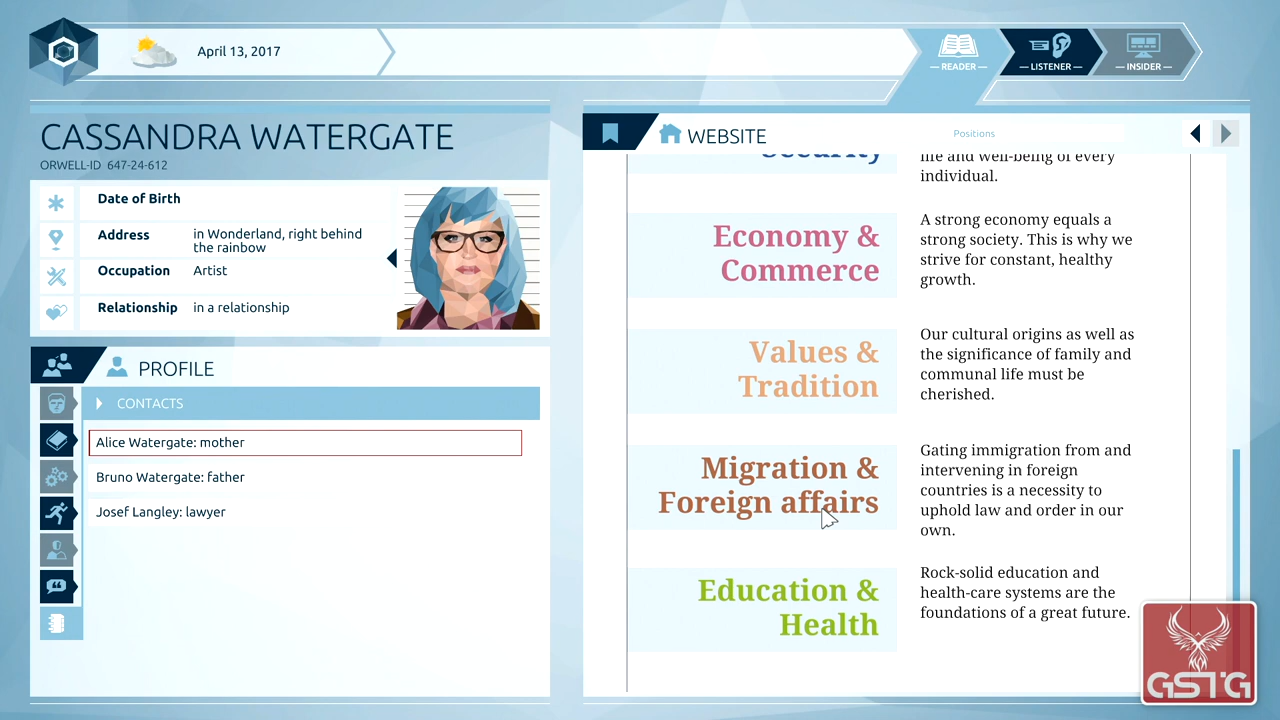 April 13, 2017
— READER —
— LISTENER —
— INSIDER —
CASSANDRA WATERGATE
ORWELL-ID 647-24-612
Date of Birth
Address in Wonderland, right behind
the rainbow
Occupation Artist
Relationship in a relationship
PROFILE
CONTACTS
Alice Watergate: mother
Bruno Watergate: father
Josef Langley: lawyer
WEBSITE
Positions
Security
life and well-being of every
individual.
Economy &
Commerce
A strong economy equals a
strong society. This is why we
strive for constant, healthy
growth.
Values &
Tradition
Our cultural origins as well as
the significance of family and
communal life must be
cherished.
Migration &
Foreign affairs
Gating immigration from and
intervening in foreign
countries is a necessity to
uphold law and order in our
own.
Education &
Health
Rock-solid education and
health-care systems are the
foundations of a great future.
GSTG